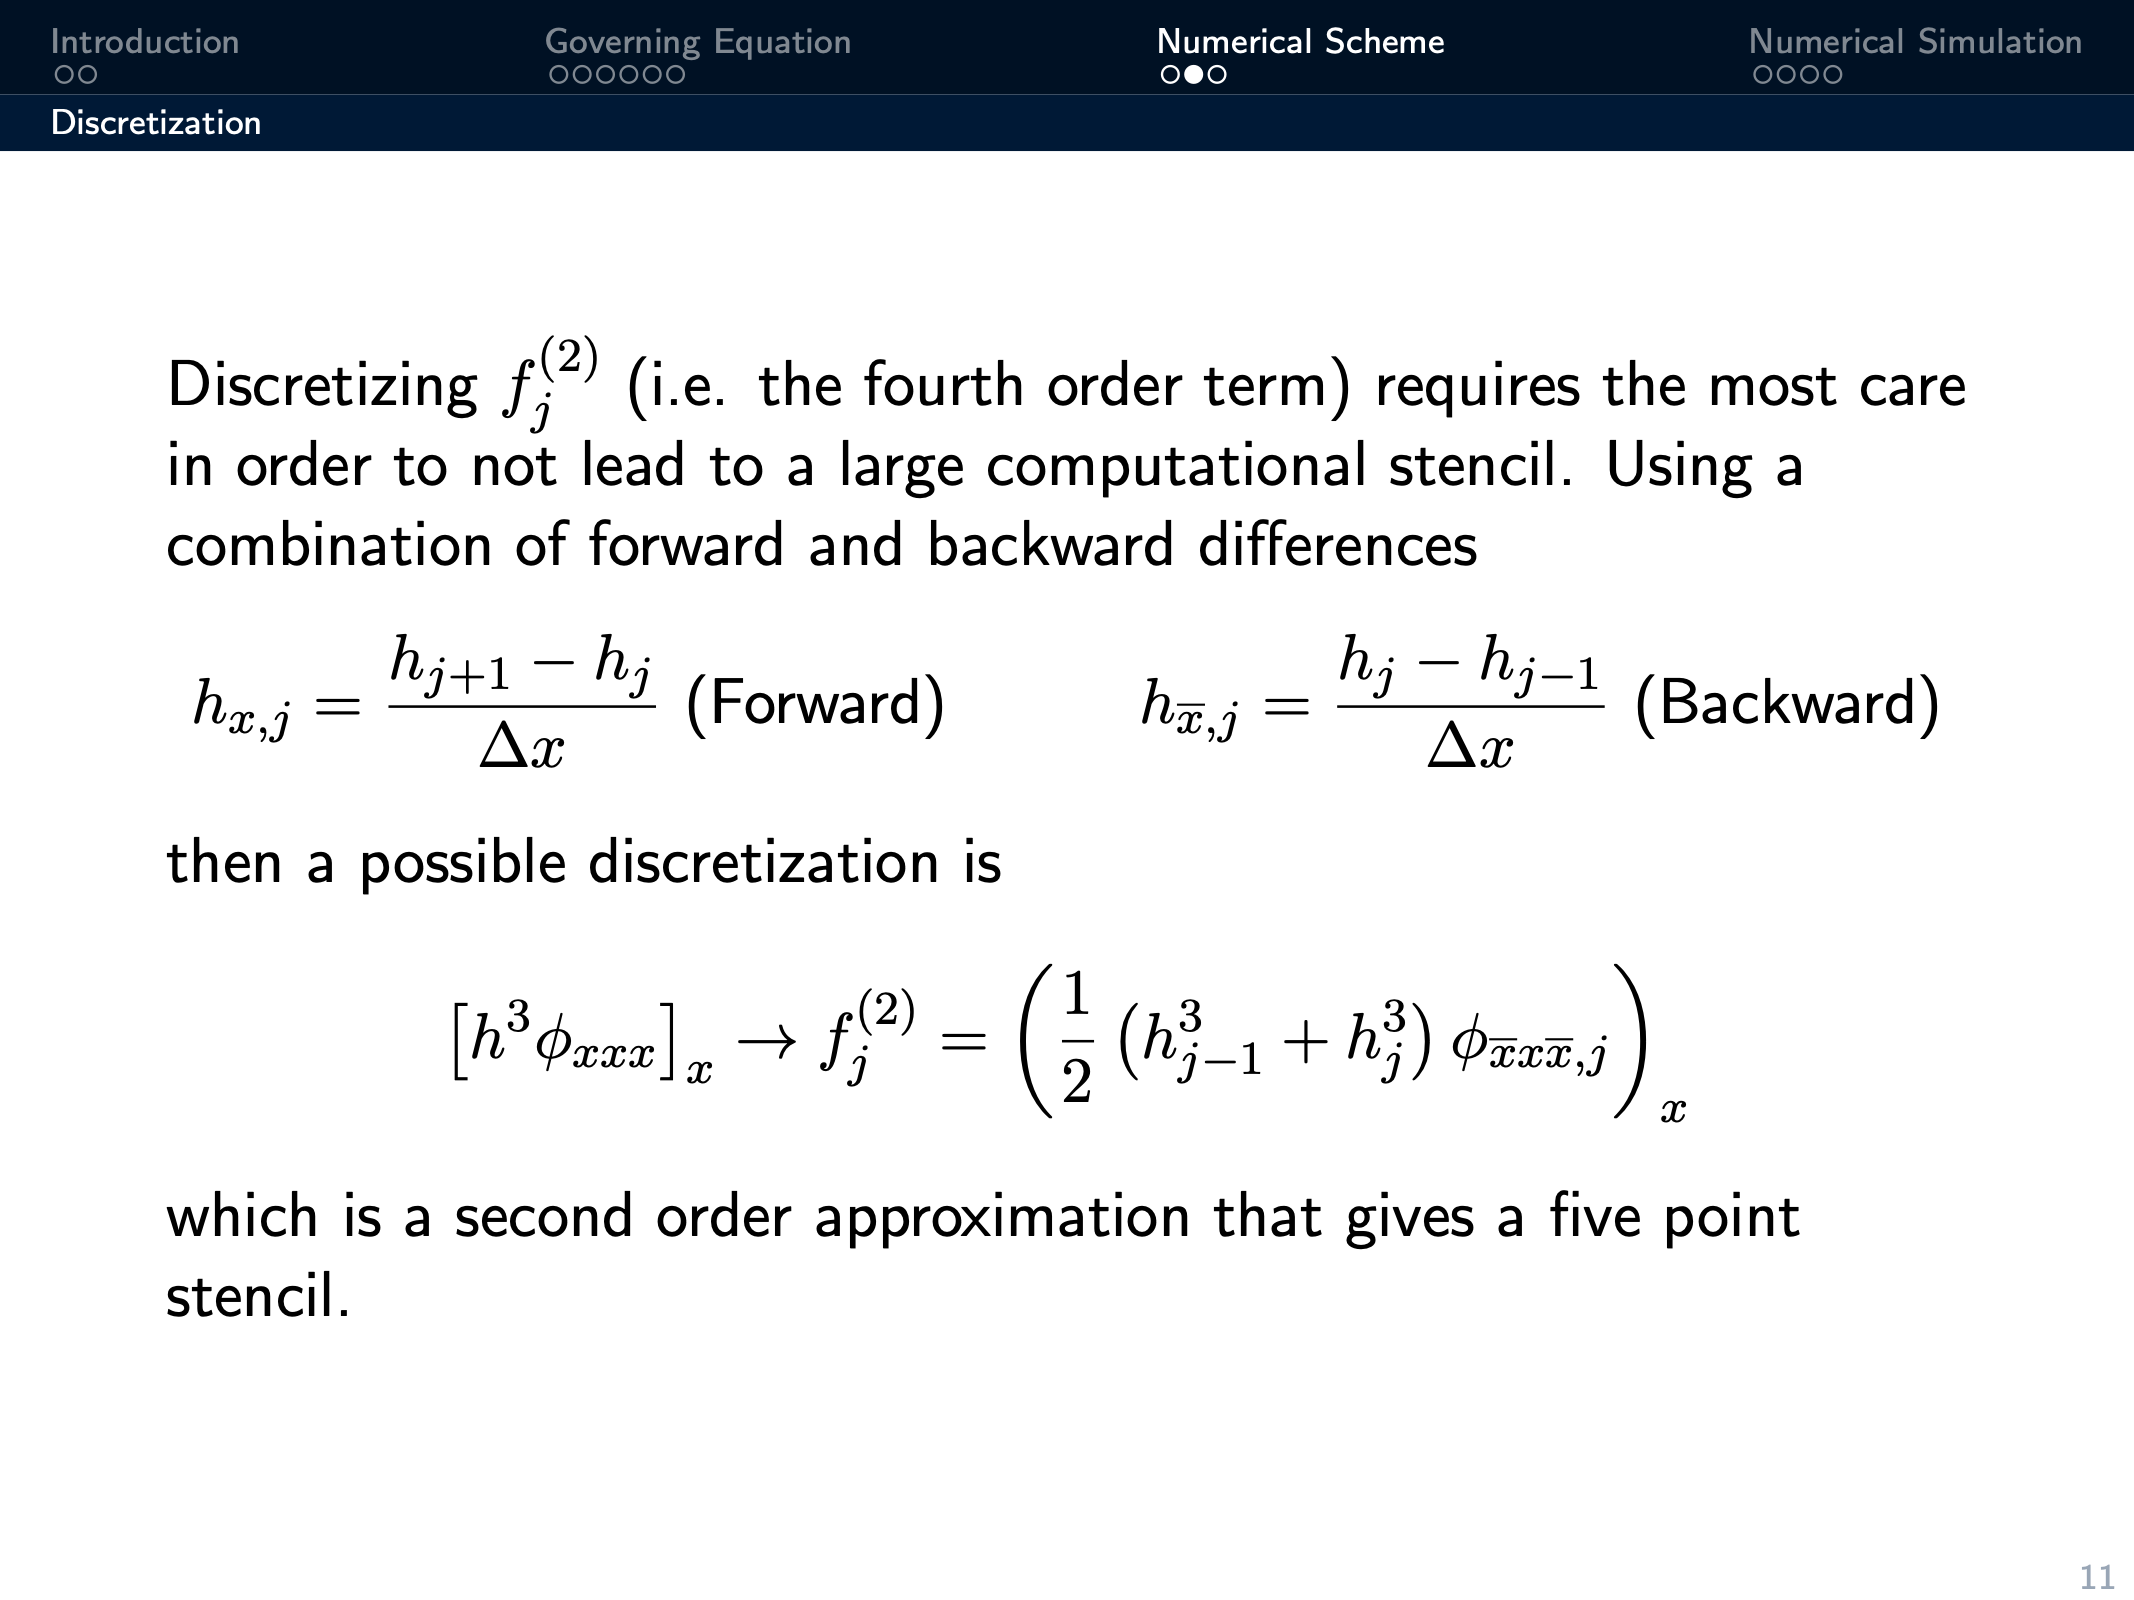 Introduction Governing Equation Numerical Scheme Numerical Simulation
Discretization
Discretizing $f_j^{(2)}$ (i.e. the fourth order term) requires the most care
in order to not lead to a large computational stencil. Using a
combination of forward and backward differences
$h_{x,j} = \frac{h_{j+1} - h_j}{\Delta x}$ (Forward) $h_{\overline{x},j} = \frac{h_j - h_{j-1}}{\Delta x}$ (Backward)
then a possible discretization is
$\left[h^3 \phi_{xxx}\right]_x \to f_j^{(2)} = \left(\frac{1}{2}\left(h_{j-1}^3 + h_j^3\right)\phi_{\overline{x}x\overline{x},j}\right)_x$
which is a second order approximation that gives a five point
stencil.
11